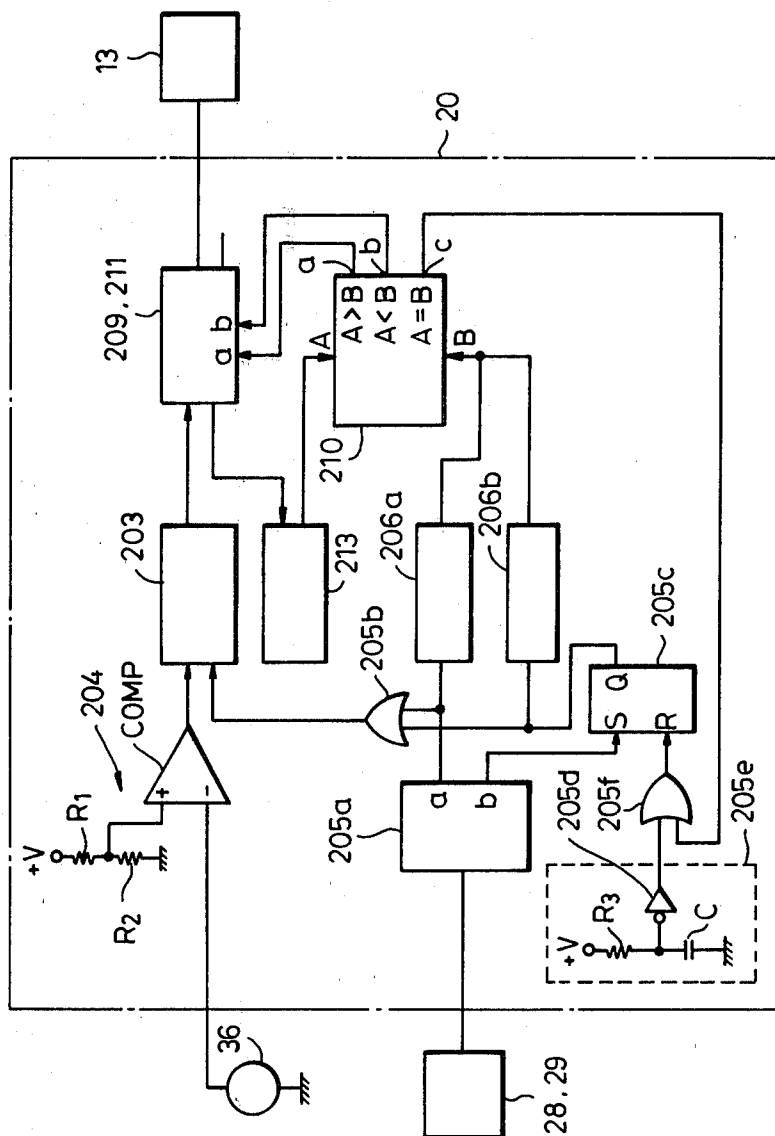 13
20
209, 211
a b
a
b
c
A
A>B
A<B
A=B
B
210
203
213
206a
206b
204
COMP
+
-
+V
R1
R2
205b
205c
S Q
R
205a
a
b
205d
205f
205e
+V
R3
C
36
28, 29